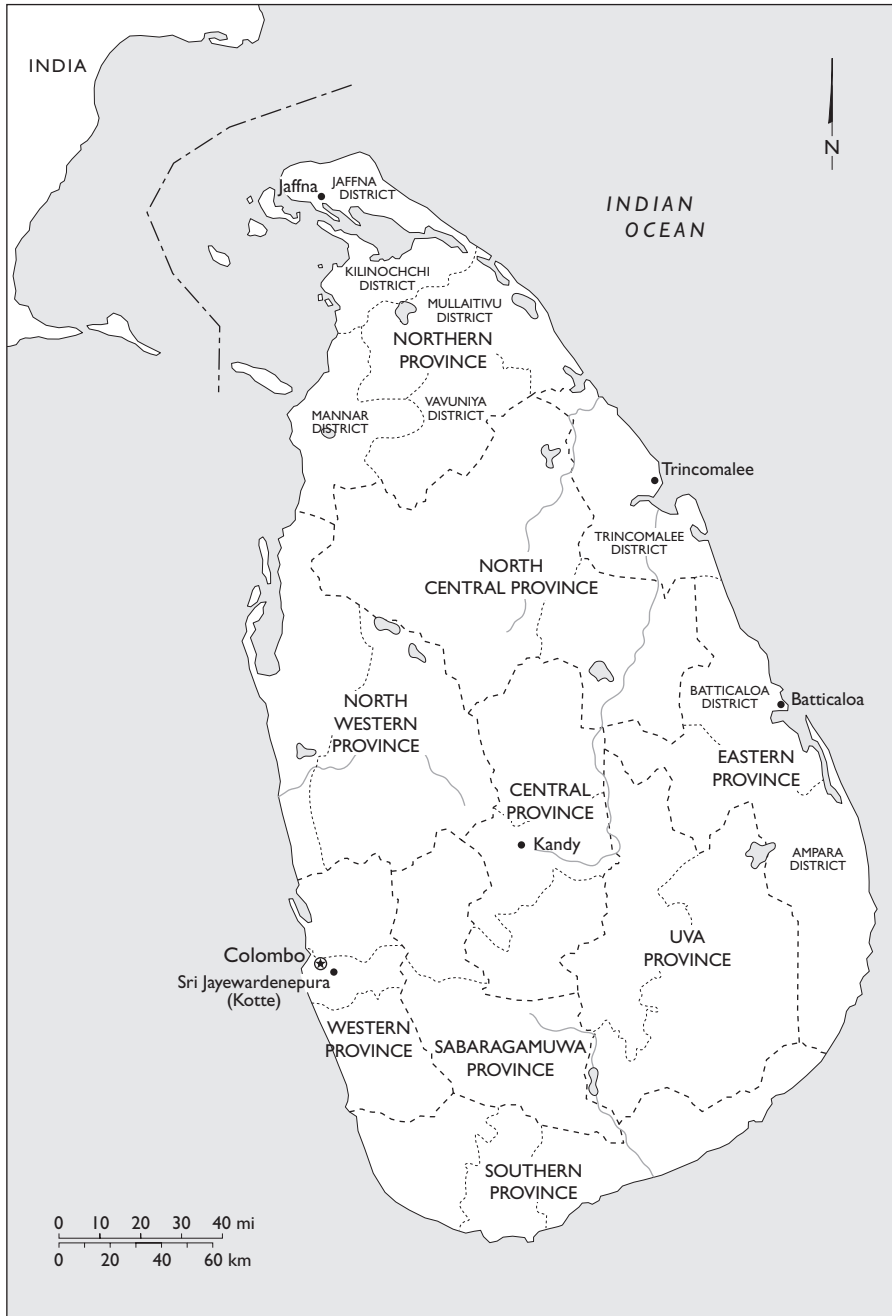 INDIA
N
INDIAN
OCEAN
Jaffna
JAFFNA
DISTRICT
KILINOCHCHI
DISTRICT
MULLAITIVU
DISTRICT
NORTHERN
PROVINCE
MANNAR
DISTRICT
VAVUNIYA
DISTRICT
Trincomalee
TRINCOMALEE
DISTRICT
NORTH
CENTRAL PROVINCE
NORTH
WESTERN
PROVINCE
BATTICALOA
DISTRICT
Batticaloa
EASTERN
PROVINCE
CENTRAL
PROVINCE
Kandy
AMPARA
DISTRICT
UVA
PROVINCE
Colombo
Sri Jayewardenepura
(Kotte)
WESTERN
PROVINCE
SABARAGAMUWA
PROVINCE
SOUTHERN
PROVINCE
0 10 20 30 40 mi
0 20 40 60 km